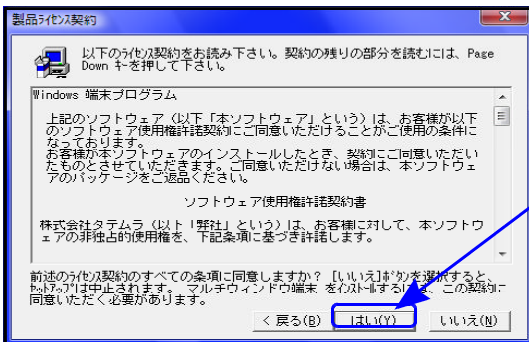 製品ライセンス契約
以下のライセンス契約をお読み下さい。契約の残りの部分を読むには、Page
Down キーを押して下さい。
Windows 端末プログラム
上記のソフトウェア（以下「本ソフトウェア」という）は、お客様が以下
のソフトウェア使用権許諾契約にご同意いただけることがご使用の条件に
なっております。
お客様が本ソフトウェアのインストールしたとき、契約にご同意いただい
たものとさせていただきます。ご同意いただけない場合は、本ソフトウェ
アのパッケージをご返品ください。
ソフトウェア使用権許諾契約書
株式会社タテムラ（以下「弊社」という）は、お客様に対して、本ソフトウ
ェアの非独占的使用権を、下記条項に基づき許諾します。
前述のライセンス契約のすべての条項に同意しますか？ [いいえ]ボタンを選択すると、
セットアップは中止されます。 マルチウィンドウ端末 をインストールするには、この契約に
同意いただく必要があります。
< 戻る(B)
はい(Y)
いいえ(N)